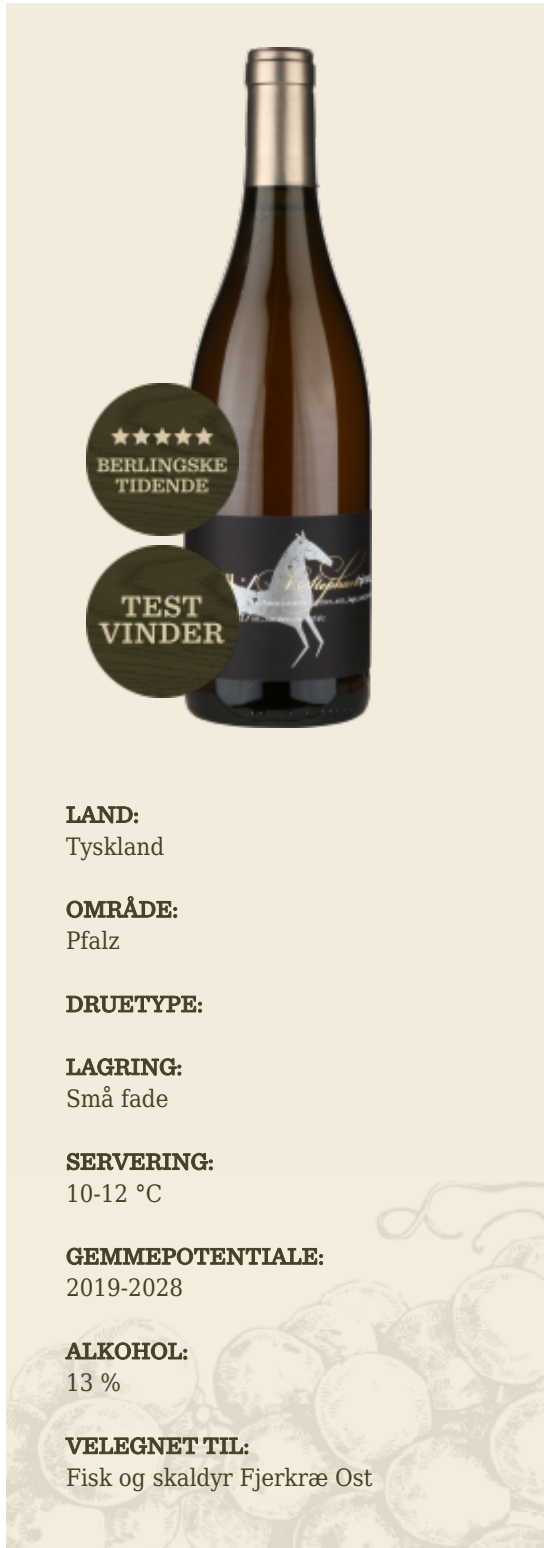 ★★★★★
BERLINGSKE
TIDENDE
TEST
VINDER
LAND:
Tyskland
OMRÅDE:
Pfalz
DRUETYPE:
LAGRING:
Små fade
SERVERING:
10-12 °C
GEMMEPOTENTIALE:
2019-2028
ALKOHOL:
13 %
VELEGNET TIL:
Fisk og skaldyr Fjerkræ Ost